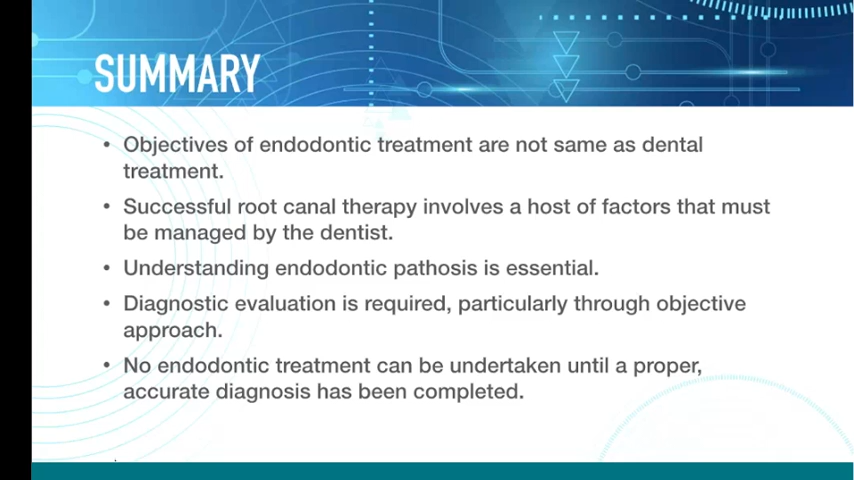 SUMMARY
• Objectives of endodontic treatment are not same as dental
treatment.
• Successful root canal therapy involves a host of factors that must
be managed by the dentist.
• Understanding endodontic pathosis is essential.
• Diagnostic evaluation is required, particularly through objective
approach.
• No endodontic treatment can be undertaken until a proper,
accurate diagnosis has been completed.